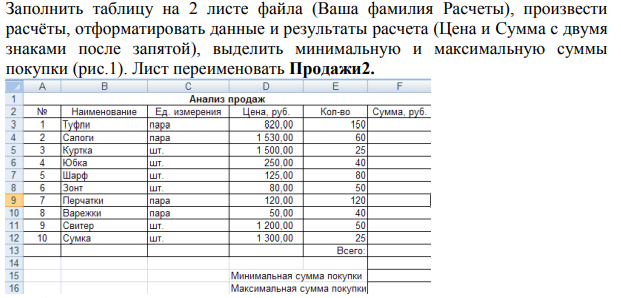 Заполнить таблицу на 2 листе файла (Ваша фамилия Расчеты), произвести
расчёты, отформатировать данные и результаты расчета (Цена и Сумма с двумя
знаками после запятой), выделить минимальную и максимальную суммы
покупки (рис.1). Лист переименовать Продажи2.
A B C D E F
1 Анализ продаж
2 № Наименование Ед. измерения Цена, руб. Кол-во Сумма, руб.
3 1 Туфли пара 820,00 150
4 2 Сапоги пара 1 530,00 60
5 3 Куртка шт. 1 500,00 25
6 4 Юбка шт. 250,00 40
7 5 Шарф шт. 125,00 80
8 6 Зонт шт. 80,00 50
9 7 Перчатки пара 120,00 120
10 8 Варежки пара 50,00 40
11 9 Свитер шт. 1 200,00 50
12 10 Сумка шт. 1 300,00 25
13 Всего:
14
15 Минимальная сумма покупки
16 Максимальная сумма покупки